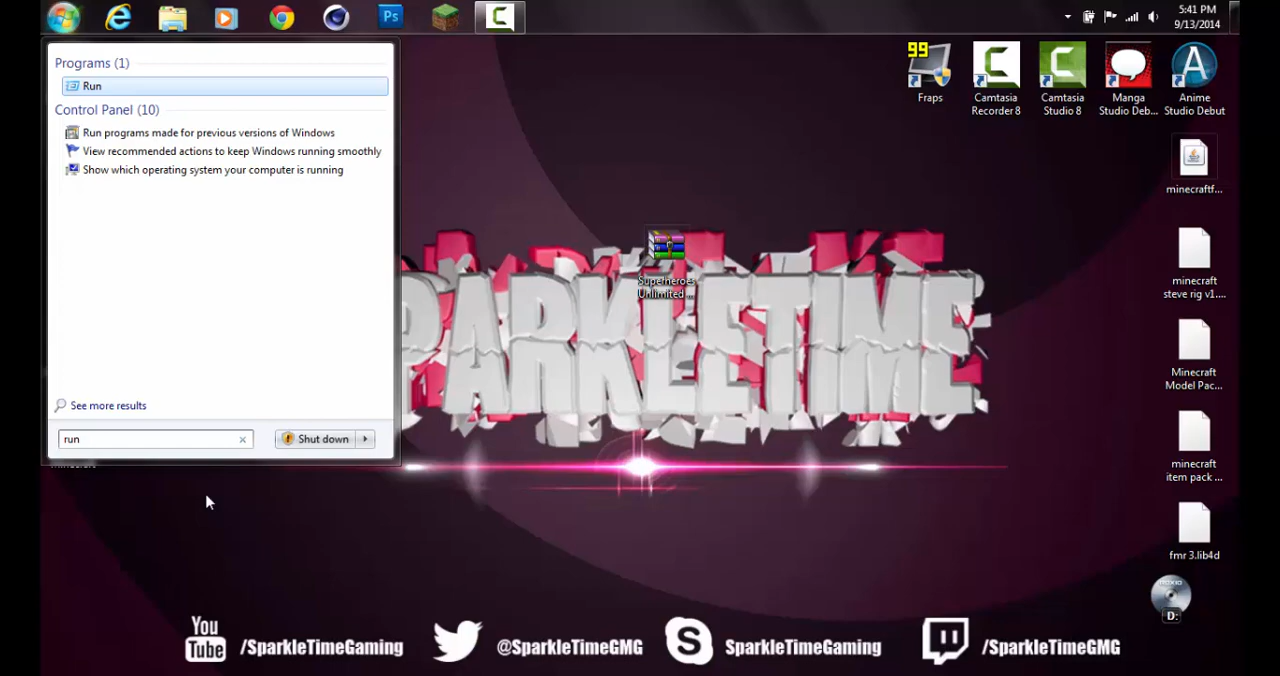 Ps
5:41 PM
9/13/2014
Programs (1)
Run
Control Panel (10)
Run programs made for previous versions of Windows
View recommended actions to keep Windows running smoothly
Show which operating system your computer is running
See more results
run
Shut down
99
Fraps
Camtasia
Recorder 8
Camtasia
Studio 8
Manga
Studio Deb...
Anime
Studio Debut
minecraftf...
minecraft
steve rig v1....
Minecraft
Model Pac...
minecraft
item pack ...
fmr 3.lib4d
D:
Superheroes
Unlimited ...
PARKLETIME
You
Tube
/SparkleTimeGaming
@SparkleTimeGMG
SparkleTimeGaming
/SparkleTimeGMG